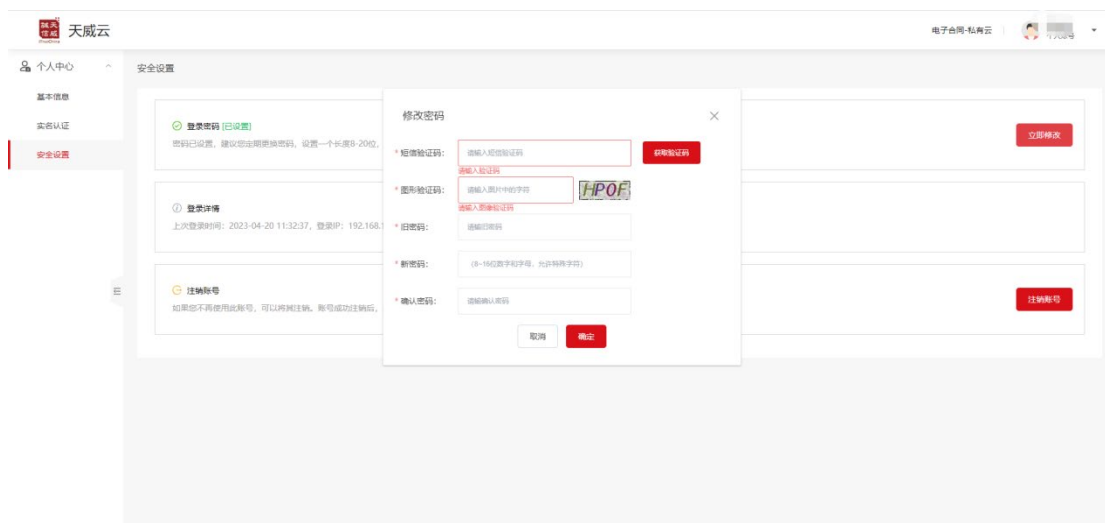 天威云
电子合同-私有云
个人中心
基本信息
实名认证
安全设置
安全设置
登录密码 [已设置]
密码已设置，建议您定期更换密码，设置一个长度8-20位，
立即修改
登录详情
上次登录时间：2023-04-20 11:32:37，登录IP：192.168.1
注销账号
如果您不再使用此账号，可以将其注销。账号成功注销后，
注销账号
修改密码
* 短信验证码：
请输入短信验证码
获取验证码
请输入验证码
* 图形验证码：
请输入图片中的字符
HPOF
请输入图像验证码
* 旧密码：
请输旧密码
* 新密码：
（8~16位数字和字母，允许特殊字符）
* 确认密码：
请输确认密码
取消
确定